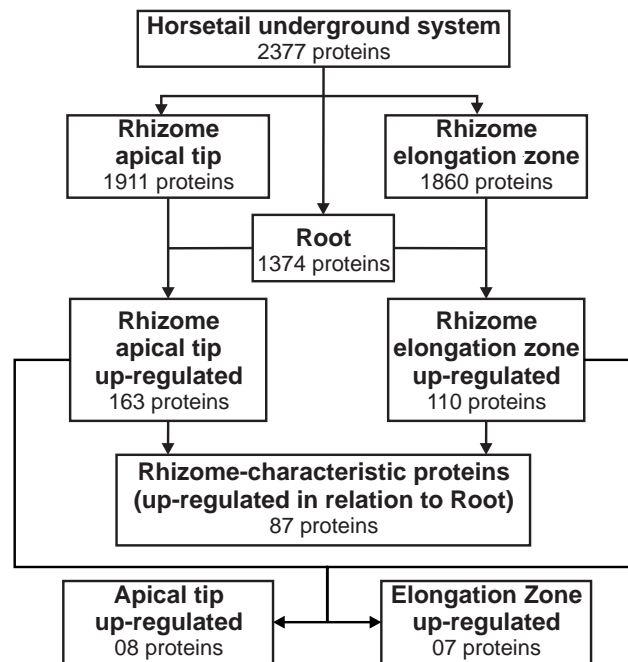 Horsetail underground system
2377 proteins
Rhizome
apical tip
1911 proteins
Rhizome
elongation zone
1860 proteins
Root
1374 proteins
Rhizome
apical tip
up-regulated
163 proteins
Rhizome
elongation zone
up-regulated
110 proteins
Rhizome-characteristic proteins
(up-regulated in relation to Root)
87 proteins
Apical tip
up-regulated
08 proteins
Elongation Zone
up-regulated
07 proteins